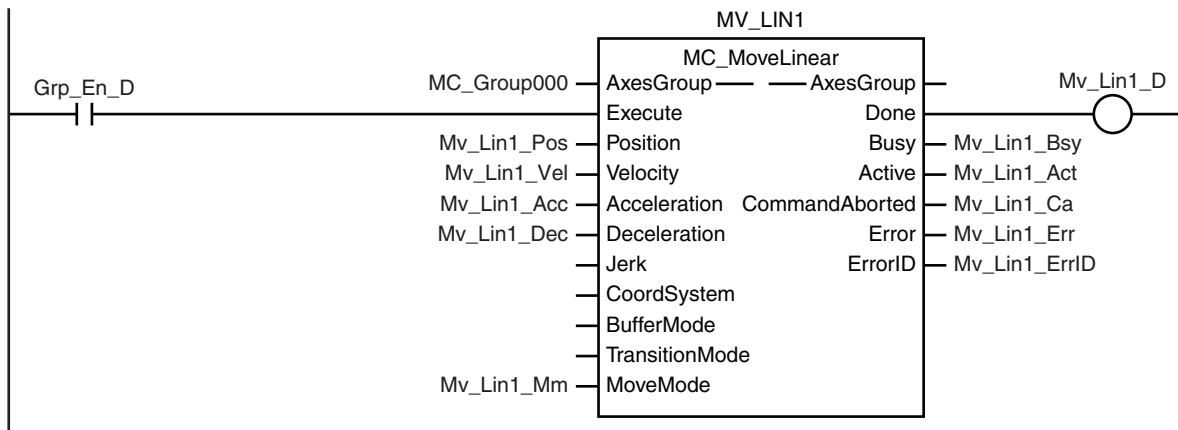 MV_LIN1
MC_MoveLinear
Grp_En_D
MC_Group000 AxesGroup AxesGroup Mv_Lin1_D
Execute Done
Mv_Lin1_Pos Position Busy Mv_Lin1_Bsy
Mv_Lin1_Vel Velocity Active Mv_Lin1_Act
Mv_Lin1_Acc Acceleration CommandAborted Mv_Lin1_Ca
Mv_Lin1_Dec Deceleration Error Mv_Lin1_Err
Jerk ErrorID Mv_Lin1_ErrID
CoordSystem
BufferMode
TransitionMode
Mv_Lin1_Mm MoveMode